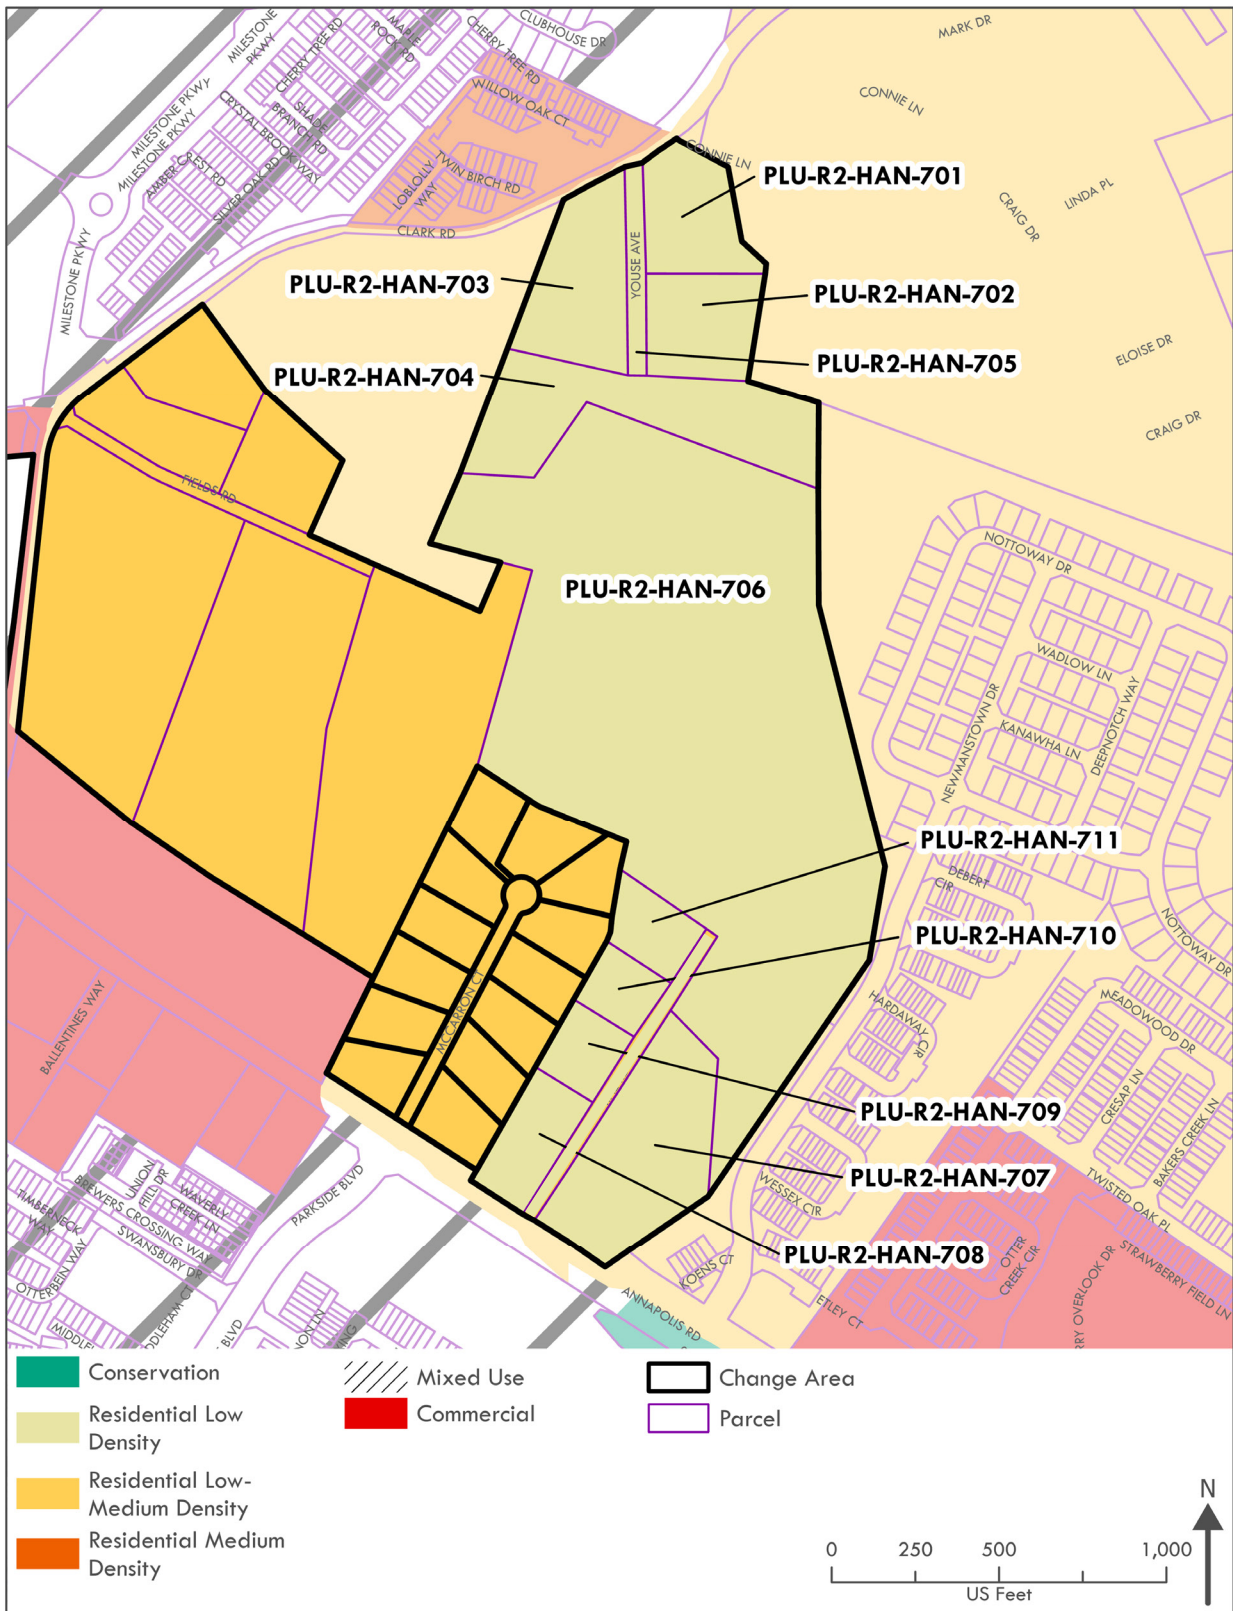 CLUBHOUSE DR
MARK DR
MILESTONE
PKWY
CHERRY TREE RD
MAPLE
ROCK RD
CHERRY TREE RD
CONNIE LN
MILESTONE PKWY
MILESTONE PKWY
SHADE
BRANCH RD
CRYSTAL BROOK WAY
WILLOW OAK CT
TWIN BIRCH RD
LOBLOLLY
WAY
CONNIE LN
AMBER
CREST RD
SILVER OAK RD
PLU-R2-HAN-701
LINDA PL
CRAIG DR
CLARK RD
MILESTONE PKWY
YOUSE AVE
PLU-R2-HAN-703
PLU-R2-HAN-702
ELOISE DR
PLU-R2-HAN-705
PLU-R2-HAN-704
CRAIG DR
FIELDS RD
NOTTOWAY DR
PLU-R2-HAN-706
WADLOW LN
NEWMANSTOWN DR
KANAWHA LN
DEEPNOTCH WAY
PLU-R2-HAN-711
DEBERT
CIR
PLU-R2-HAN-710
NOTTOWAY DR
MCCARRON CT
BALLENTINES WAY
HARDAWAY CIR
MEADOWOOD DR
PLU-R2-HAN-709
CRESAP LN
BAKERS CREEK LN
PLU-R2-HAN-707
UNION
HILL DR
WAVERLY
CREEK LN
BREWERS CROSSING WAY
PARKSIDE BLVD
WESSEX CIR
TWISTED OAK PL
TIMBERNECK
WAY
SWANSBURY DR
OTTERBEIN WAY
PLU-R2-HAN-708
OTTER
CREEK CIR
STRAWBERRY FIELD LN
KOENS CT
ETLEY CT
RRY OVERLOOK DR
ANNAPOLIS RD
DDLEHAM CT
BLVD
NON LN
Conservation
Residential Low
Density
Residential Low-
Medium Density
Residential Medium
Density
Mixed Use
Commercial
Change Area
Parcel
N
0 250 500 1,000
US Feet